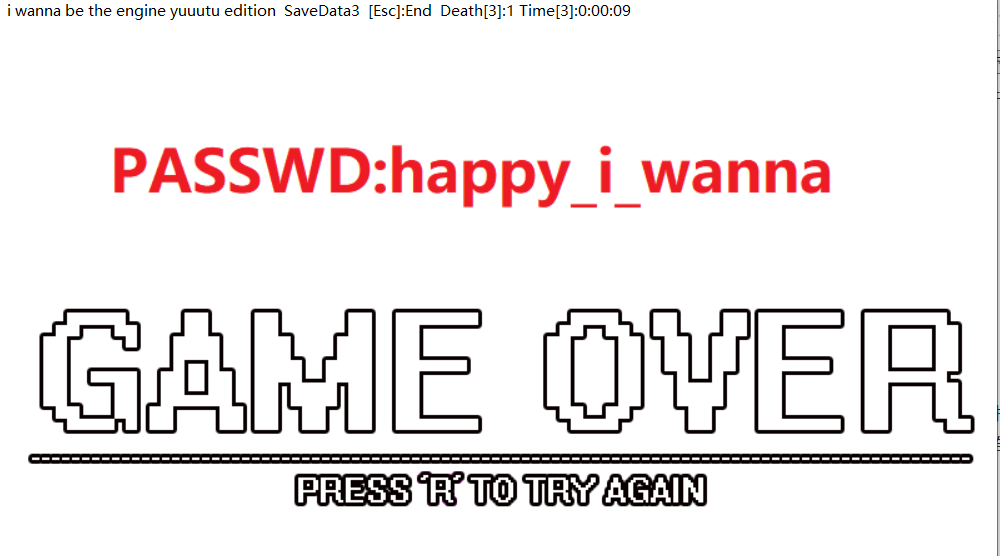 i wanna be the engine yuuutu edition  SaveData3  [Esc]:End  Death[3]:1 Time[3]:0:00:09
PASSWD:happy_i_wanna
GAME OVER
PRESS 'R' TO TRY AGAIN